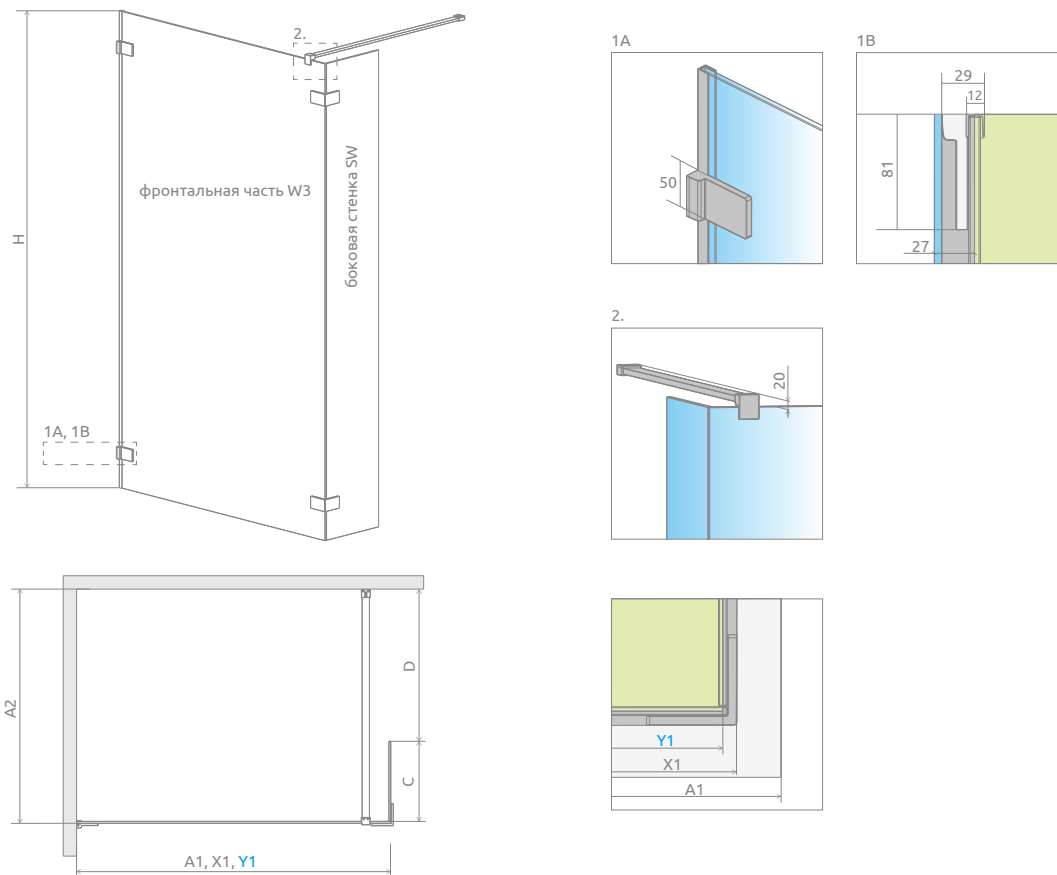 2.
H
фронтальная часть W3
боковая стенка SW
1A, 1B
1A
50
1B
29
12
81
27
2.
20
A2
D
C
A1, X1, Y1
Y1
X1
A1